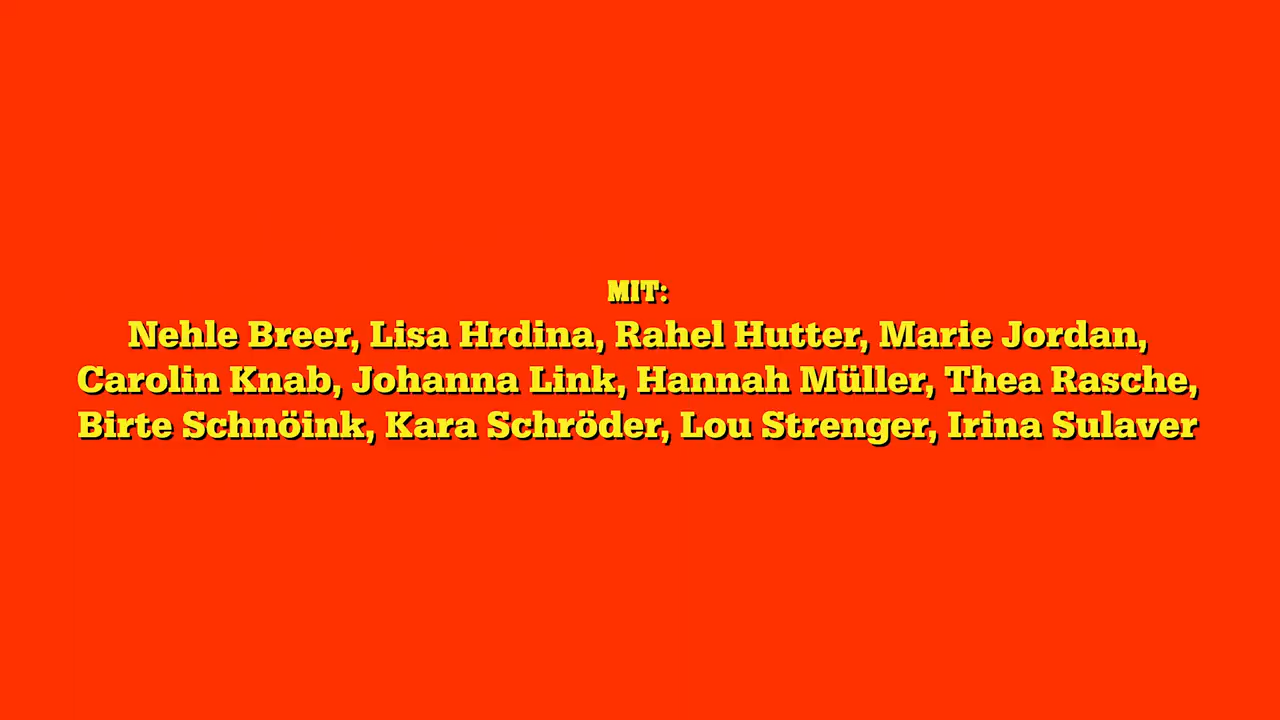 MIT:
Nehle Breer, Lisa Hrdina, Rahel Hutter, Marie Jordan,
Carolin Knab, Johanna Link, Hannah Müller, Thea Rasche,
Birte Schnöink, Kara Schröder, Lou Strenger, Irina Sulaver